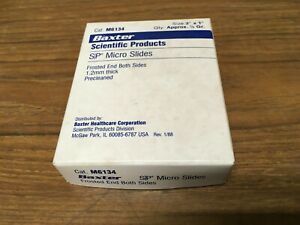 Cat. M6134
Size: 3" x 1"
Qty. Approx. ½ Gr.
Baxter
Scientific Products
S/P® Micro Slides
Frosted End Both Sides
1.2mm thick
Precleaned
Distributed by:
Baxter Healthcare Corporation
Scientific Products Division
McGaw Park, IL 60085-6787 USA
Rev. 1/88
Cat. M6134
Baxter
S/P® Micro Slides
Frosted End Both Sides